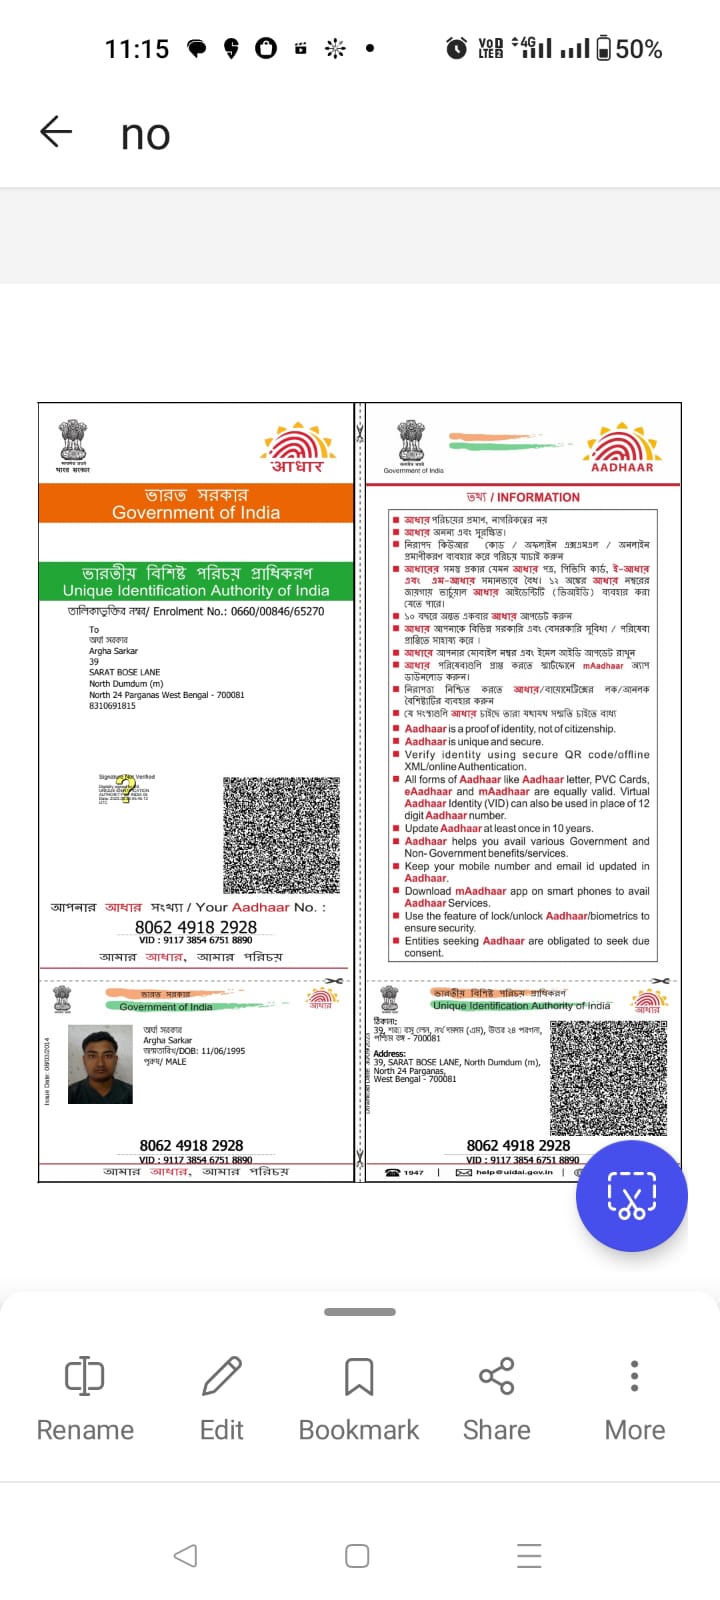 11:15
VoD LTE 4G 50%
no
भारत सरकार
आधार
ভারত সরকার
Government of India
ভারতীয় বিশিষ্ট পরিচয় প্রাধিকরণ
Unique Identification Authority of India
তালিকাভুক্তির নম্বর/ Enrolment No.: 0660/00846/65270
To
অর্ঘ্য সরকার
Argha Sarkar
39
SARAT BOSE LANE
North Dumdum (m)
North 24 Parganas West Bengal - 700081
8310691815
Signature Not Verified
আপনার আধার সংখ্যা / Your Aadhaar No. :
8062 4918 2928
VID : 9117 3854 6751 8890
আমার আধার, আমার পরিচয়
Government of India
AADHAAR
তথ্য / INFORMATION
আধার পরিচয়ের প্রমাণ, নাগরিকত্বের নয়
আধার অনন্য এবং সুরক্ষিত।
নিরাপদ কিউআর কোড / অফলাইন এক্সএমএল / অনলাইন
প্রমাণীকরণ ব্যবহার করে পরিচয় যাচাই করুন
আধারের সমস্ত প্রকার যেমন আধার পত্র, পিভিসি কার্ড, ই-আধার
এবং এম-আধার সমানভাবে বৈধ। ১২ অঙ্কের আধার নম্বরের
জায়গায় ভার্চুয়াল আধার আইডেন্টিটি (ভিআইডি) ব্যবহার করা
যেতে পারে।
১০ বছরে অন্তত একবার আধার আপডেট করুন
আধার আপনাকে বিভিন্ন সরকারি এবং বেসরকারি সুবিধা / পরিষেবা
প্রাপ্তিতে সাহায্য করে ।
আধারে আপনার মোবাইল নম্বর এবং ইমেল আইডি আপডেট রাখুন
আধার পরিষেবাগুলি প্রাপ্ত করতে স্মার্টফোনে mAadhaar অ্যাপ
ডাউনলোড করুন।
নিরাপত্তা নিশ্চিত করতে আধার/বায়োমেট্রিক্সের লক/আনলক
বৈশিষ্ট্যটির ব্যবহার করুন
যে সংস্থাগুলি আধার চাইছে তারা যথাযথ সম্মতি চাইতে বাধ্য
Aadhaar is a proof of identity, not of citizenship.
Aadhaar is unique and secure.
Verify identity using secure QR code/offline
XML/online Authentication.
All forms of Aadhaar like Aadhaar letter, PVC Cards,
eAadhaar and mAadhaar are equally valid. Virtual
Aadhaar Identity (VID) can also be used in place of 12
digit Aadhaar number.
Update Aadhaar at least once in 10 years.
Aadhaar helps you avail various Government and
Non- Government benefits/services.
Keep your mobile number and email id updated in
Aadhaar.
Download mAadhaar app on smart phones to avail
Aadhaar Services.
Use the feature of lock/unlock Aadhaar/biometrics to
ensure security.
Entities seeking Aadhaar are obligated to seek due
consent.
ভারত সরকার
Government of India
आधार
Issue Date: 08/03/2014
অর্ঘ্য সরকার
Argha Sarkar
জন্মতারিখ/DOB: 11/06/1995
পুরুষ/ MALE
8062 4918 2928
VID : 9117 3854 6751 8890
আমার আধার, আমার পরিচয়
ভারতীয় বিশিষ্ট পরিচয় প্রাধিকরণ
Unique Identification Authority of India
आधार
ঠিকানা:
39, শরৎ বসু লেন, নর্থ দমদম (এম), উত্তর ২৪ পরগনা,
পশ্চিম বঙ্গ - 700081
Address:
39, SARAT BOSE LANE, North Dumdum (m),
North 24 Parganas,
West Bengal - 700081
8062 4918 2928
VID : 9117 3854 6751 8890
1947 | help@uidai.gov.in |
Rename Edit Bookmark Share More